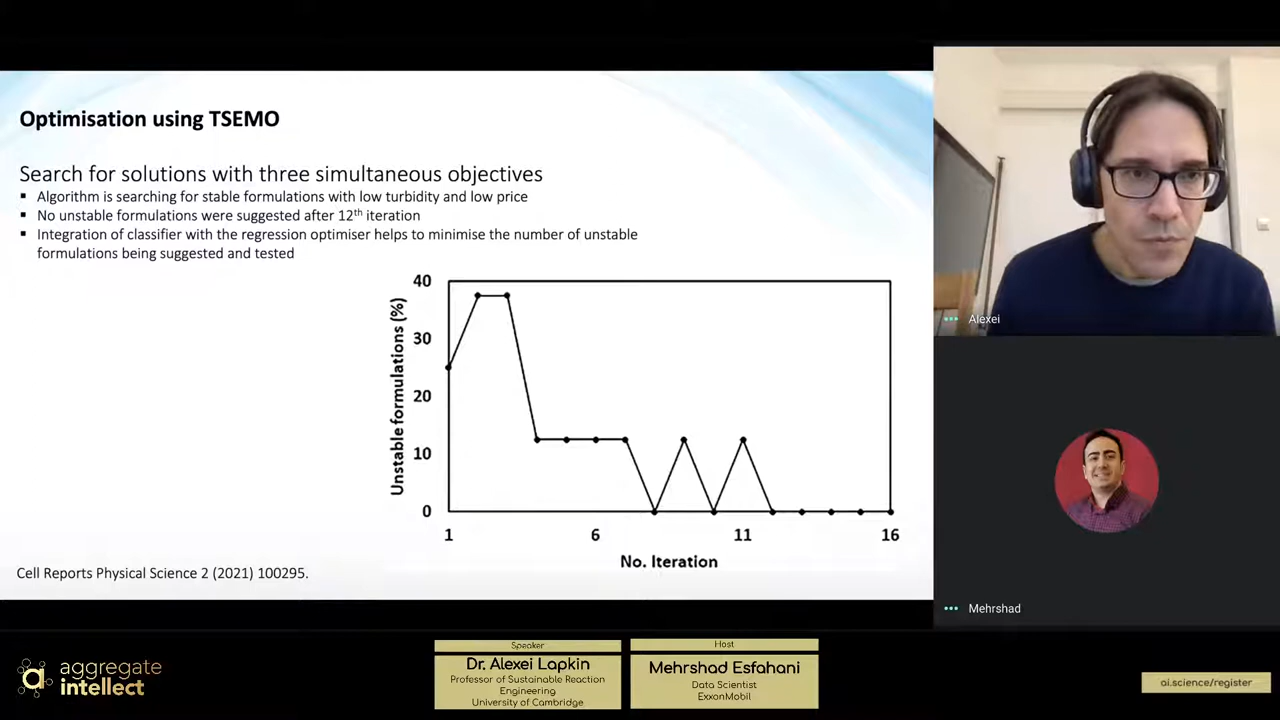 Optimisation using TSEMO
Search for solutions with three simultaneous objectives
▪ Algorithm is searching for stable formulations with low turbidity and low price
▪ No unstable formulations were suggested after 12th iteration
▪ Integration of classifier with the regression optimiser helps to minimise the number of unstable
formulations being suggested and tested
Unstable formulations (%)
40
30
20
10
0
1
6
11
16
No. Iteration
Cell Reports Physical Science 2 (2021) 100295.
Alexei
Mehrshad
aggregate
intellect
Speaker
Dr. Alexei Lapkin
Professor of Sustainable Reaction
Engineering
University of Cambridge
Host
Mehrshad Esfahani
Data Scientist
ExxonMobil
ai.science/register